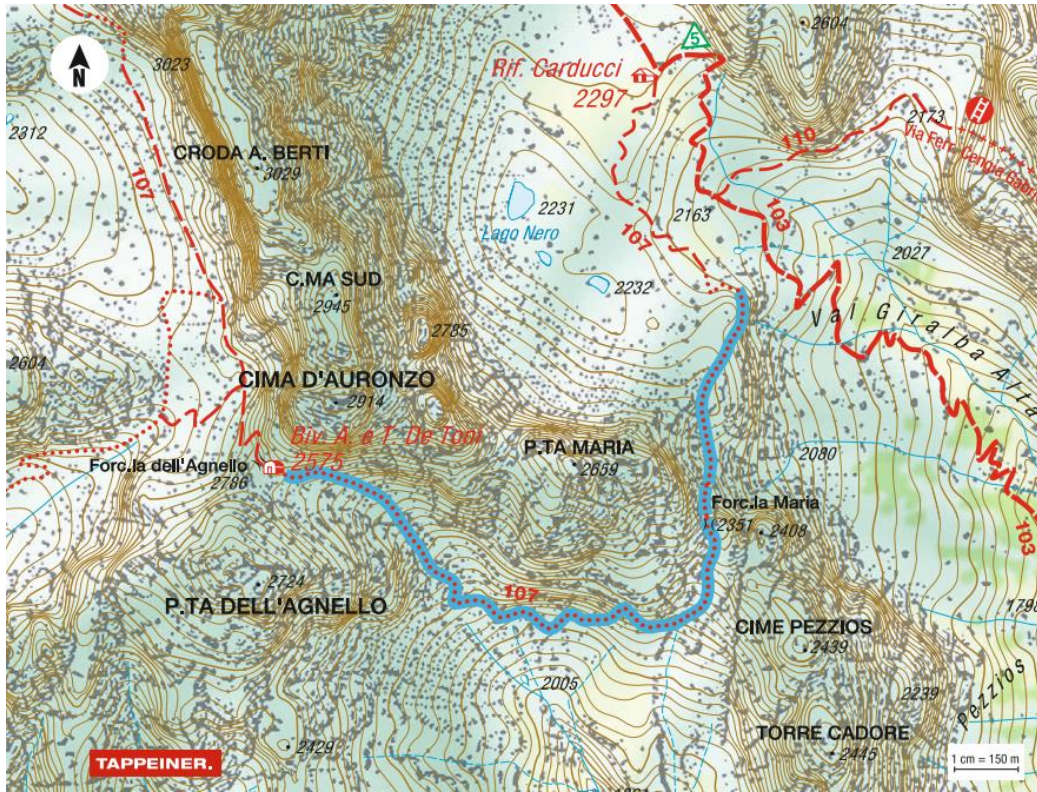 N
2604
3023
2312
5
Rif. Carducci
2297
2173
110
Via Ferr. Cengia Gabri
107
CRODA A. BERTI
3029
2231
Lago Nero
2163
107
103
2027
2232
C.MA SUD
2945
2785
Val Giralba Alta
2604
CIMA D'AURONZO
2914
Biv. A. e T. De Toni
2575
Forc.la dell'Agnello
2786
P.TA MARIA
2659
2080
Forc.la Maria
2351
2408
103
2724
P.TA DELL'AGNELLO
107
1798
CIME PEZZIOS
2439
2005
2239
Pezzios
2429
TORRE CADORE
2445
TAPPEINER.
1 cm = 150 m